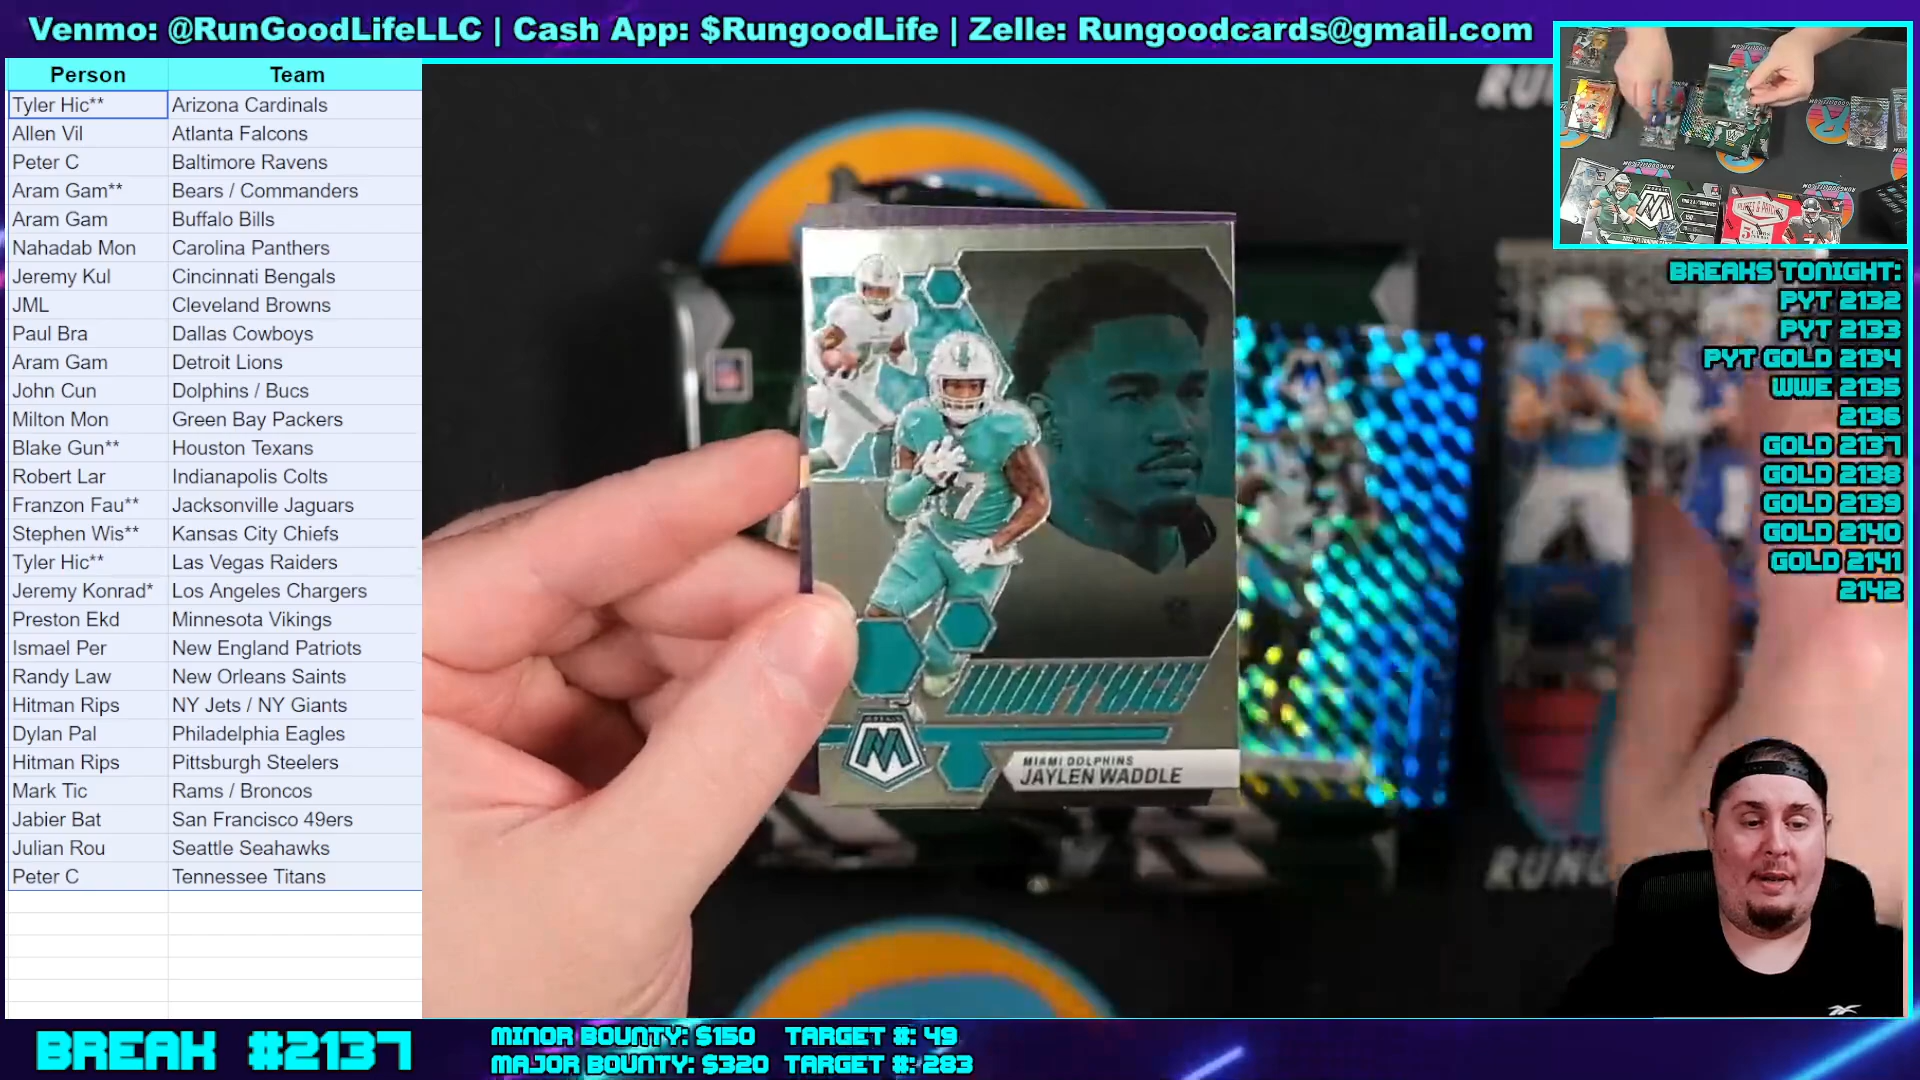 Venmo: @RunGoodLifeLLC | Cash App: $RungoodLife | Zelle: Rungoodcards@gmail.com
Person Team
Tyler Hic** Arizona Cardinals
Allen Vil Atlanta Falcons
Peter C Baltimore Ravens
Aram Gam** Bears / Commanders
Aram Gam Buffalo Bills
Nahadab Mon Carolina Panthers
Jeremy Kul Cincinnati Bengals
JML Cleveland Browns
Paul Bra Dallas Cowboys
Aram Gam Detroit Lions
John Cun Dolphins / Bucs
Milton Mon Green Bay Packers
Blake Gun** Houston Texans
Robert Lar Indianapolis Colts
Franzon Fau** Jacksonville Jaguars
Stephen Wis** Kansas City Chiefs
Tyler Hic** Las Vegas Raiders
Jeremy Konrad* Los Angeles Chargers
Preston Ekd Minnesota Vikings
Ismael Per New England Patriots
Randy Law New Orleans Saints
Hitman Rips NY Jets / NY Giants
Dylan Pal Philadelphia Eagles
Hitman Rips Pittsburgh Steelers
Mark Tic Rams / Broncos
Jabier Bat San Francisco 49ers
Julian Rou Seattle Seahawks
Peter C Tennessee Titans
MIAMI DOLPHINS
JAYLEN WADDLE
BREAKS TONIGHT:
PYT 2132
PYT 2133
PYT GOLD 2134
WWE 2135
2136
GOLD 2137
GOLD 2138
GOLD 2139
GOLD 2140
GOLD 2141
2142
BREAK #2137
MINOR BOUNTY: $150 TARGET #: 49
MAJOR BOUNTY: $320 TARGET #: 283